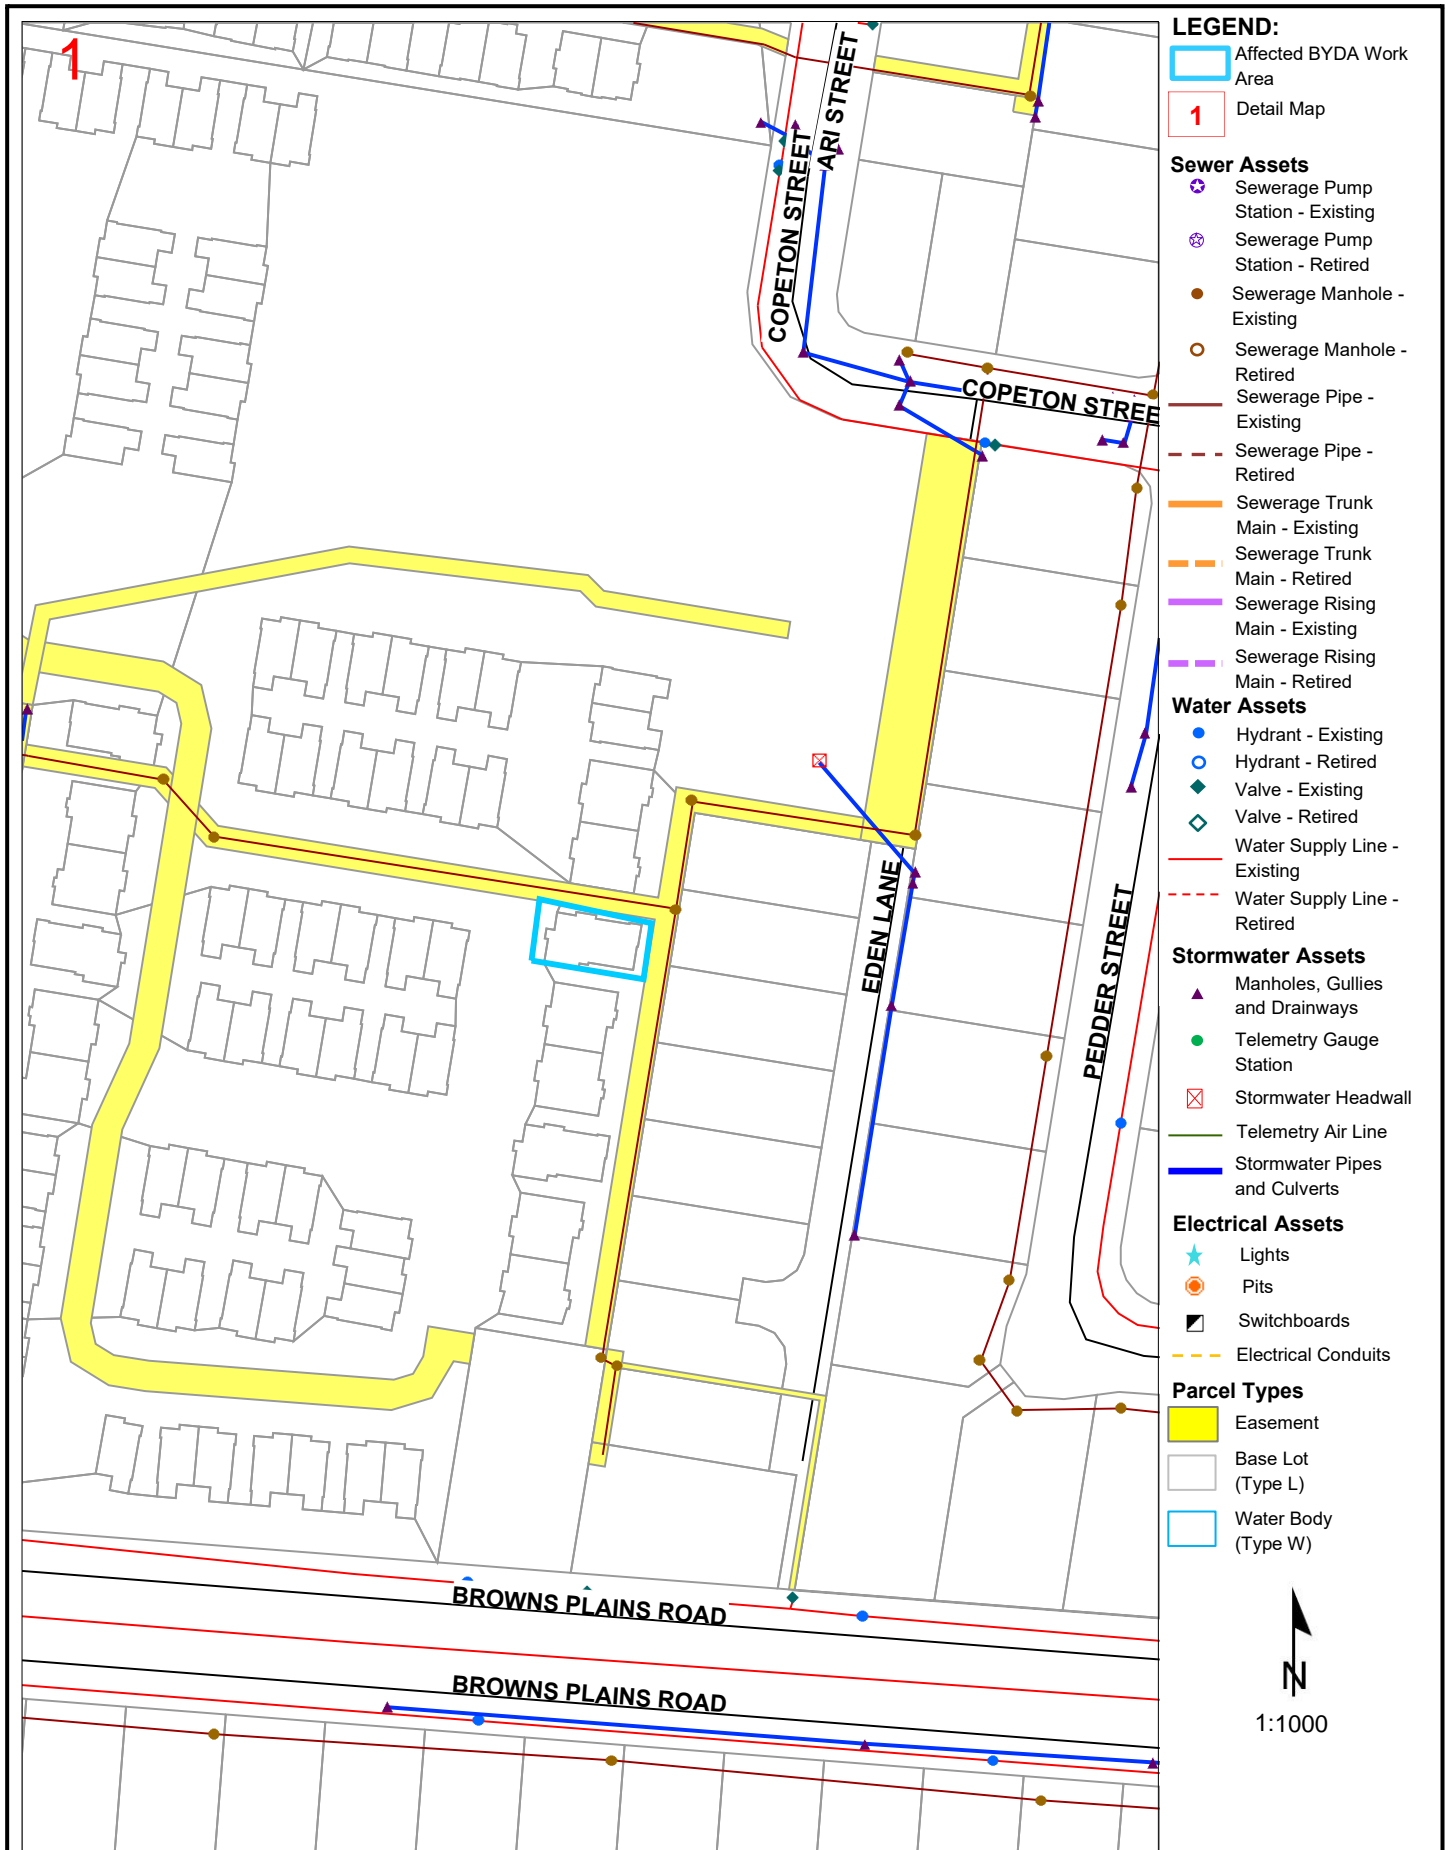 1
ARI STREET
COPETON STREET
COPETON STREE
EDEN LANE
PEDDER STREET
BROWNS PLAINS ROAD
BROWNS PLAINS ROAD
LEGEND:
Affected BYDA Work
Area
1
Detail Map
Sewer Assets
Sewerage Pump
Station - Existing
Sewerage Pump
Station - Retired
Sewerage Manhole -
Existing
Sewerage Manhole -
Retired
Sewerage Pipe -
Existing
Sewerage Pipe -
Retired
Sewerage Trunk
Main - Existing
Sewerage Trunk
Main - Retired
Sewerage Rising
Main - Existing
Sewerage Rising
Main - Retired
Water Assets
Hydrant - Existing
Hydrant - Retired
Valve - Existing
Valve - Retired
Water Supply Line -
Existing
Water Supply Line -
Retired
Stormwater Assets
Manholes, Gullies
and Drainways
Telemetry Gauge
Station
Stormwater Headwall
Telemetry Air Line
Stormwater Pipes
and Culverts
Electrical Assets
Lights
Pits
Switchboards
Electrical Conduits
Parcel Types
Easement
Base Lot
(Type L)
Water Body
(Type W)
N
1:1000